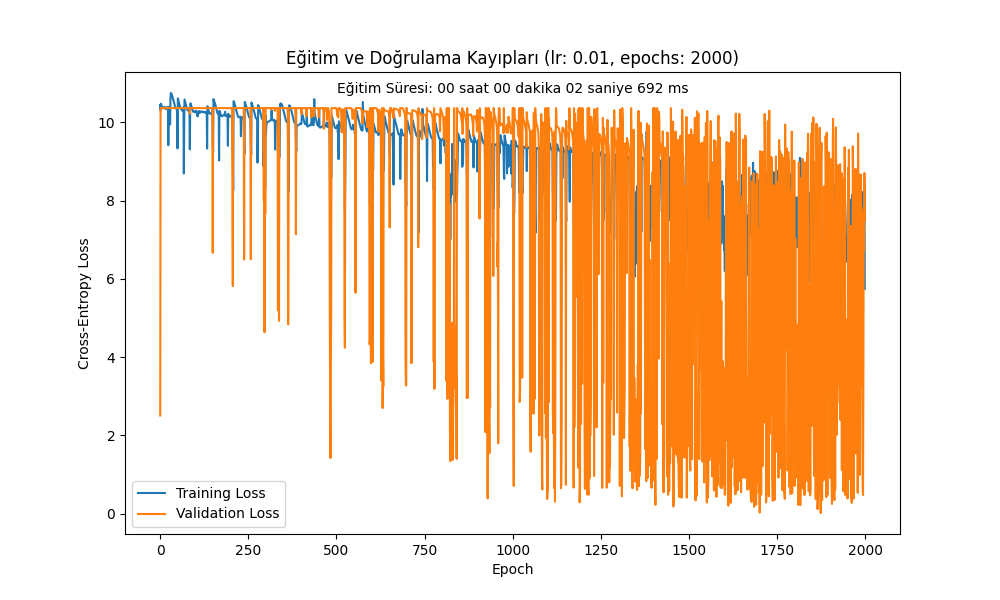 Eğitim ve Doğrulama Kayıpları (lr: 0.01, epochs: 2000)
Eğitim Süresi: 00 saat 00 dakika 02 saniye 692 ms
Cross-Entropy Loss
10
8
6
4
2
0
Training Loss
Validation Loss
0 250 500 750 1000 1250 1500 1750 2000
Epoch